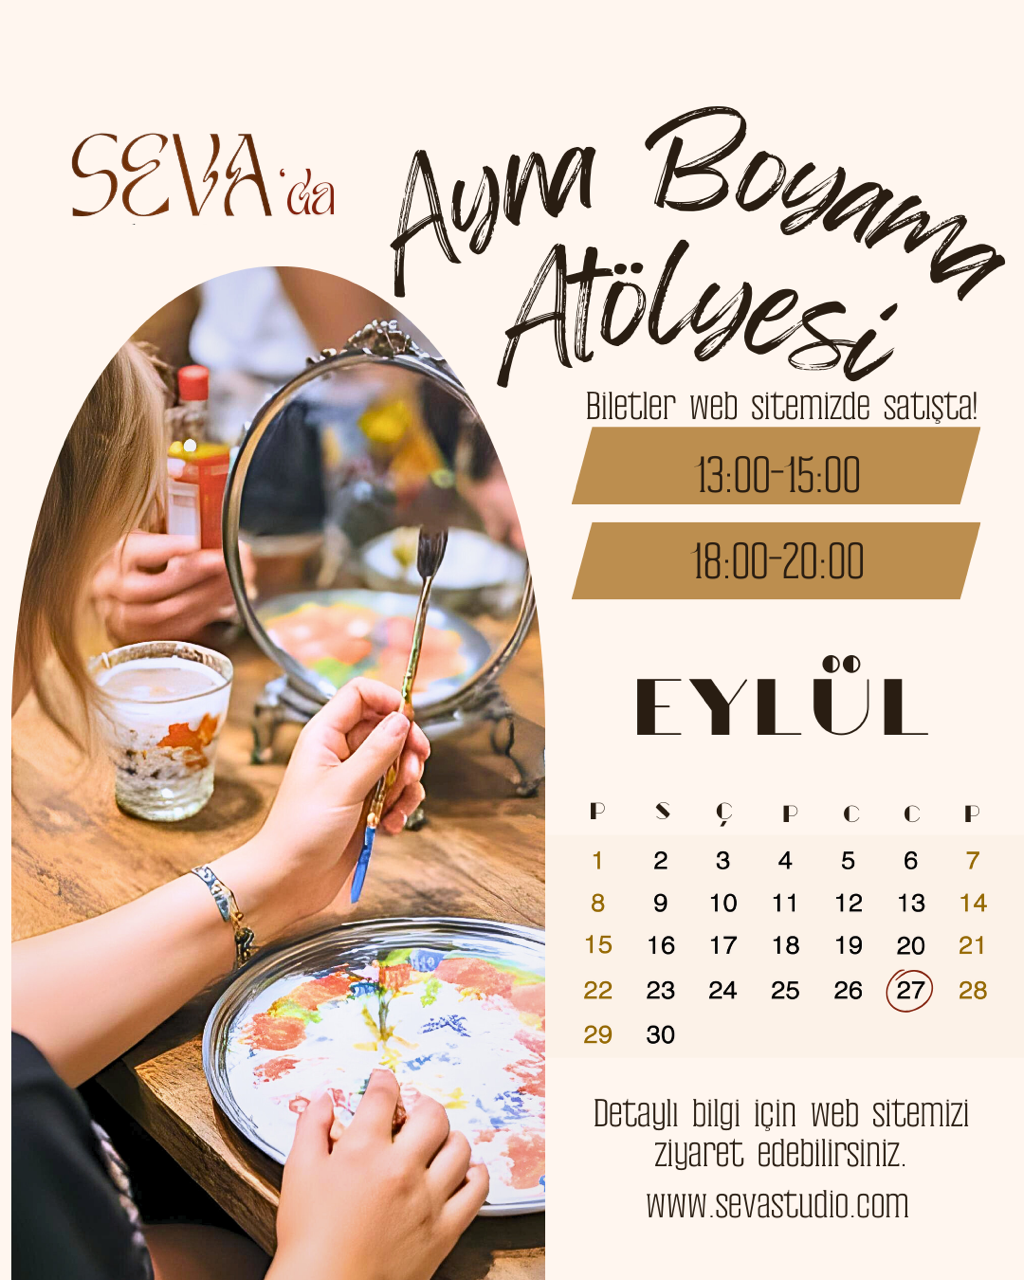 SEVA'da
Ayna Boyama
Atölyesi
Biletler web sitemizde satışta!
13:00-15:00
18:00-20:00
EYLÜL
P S Ç P C C P
1 2 3 4 5 6 7
8 9 10 11 12 13 14
15 16 17 18 19 20 21
22 23 24 25 26 27 28
29 30
Detaylı bilgi için web sitemizi
ziyaret edebilirsiniz.
www.sevastudio.com